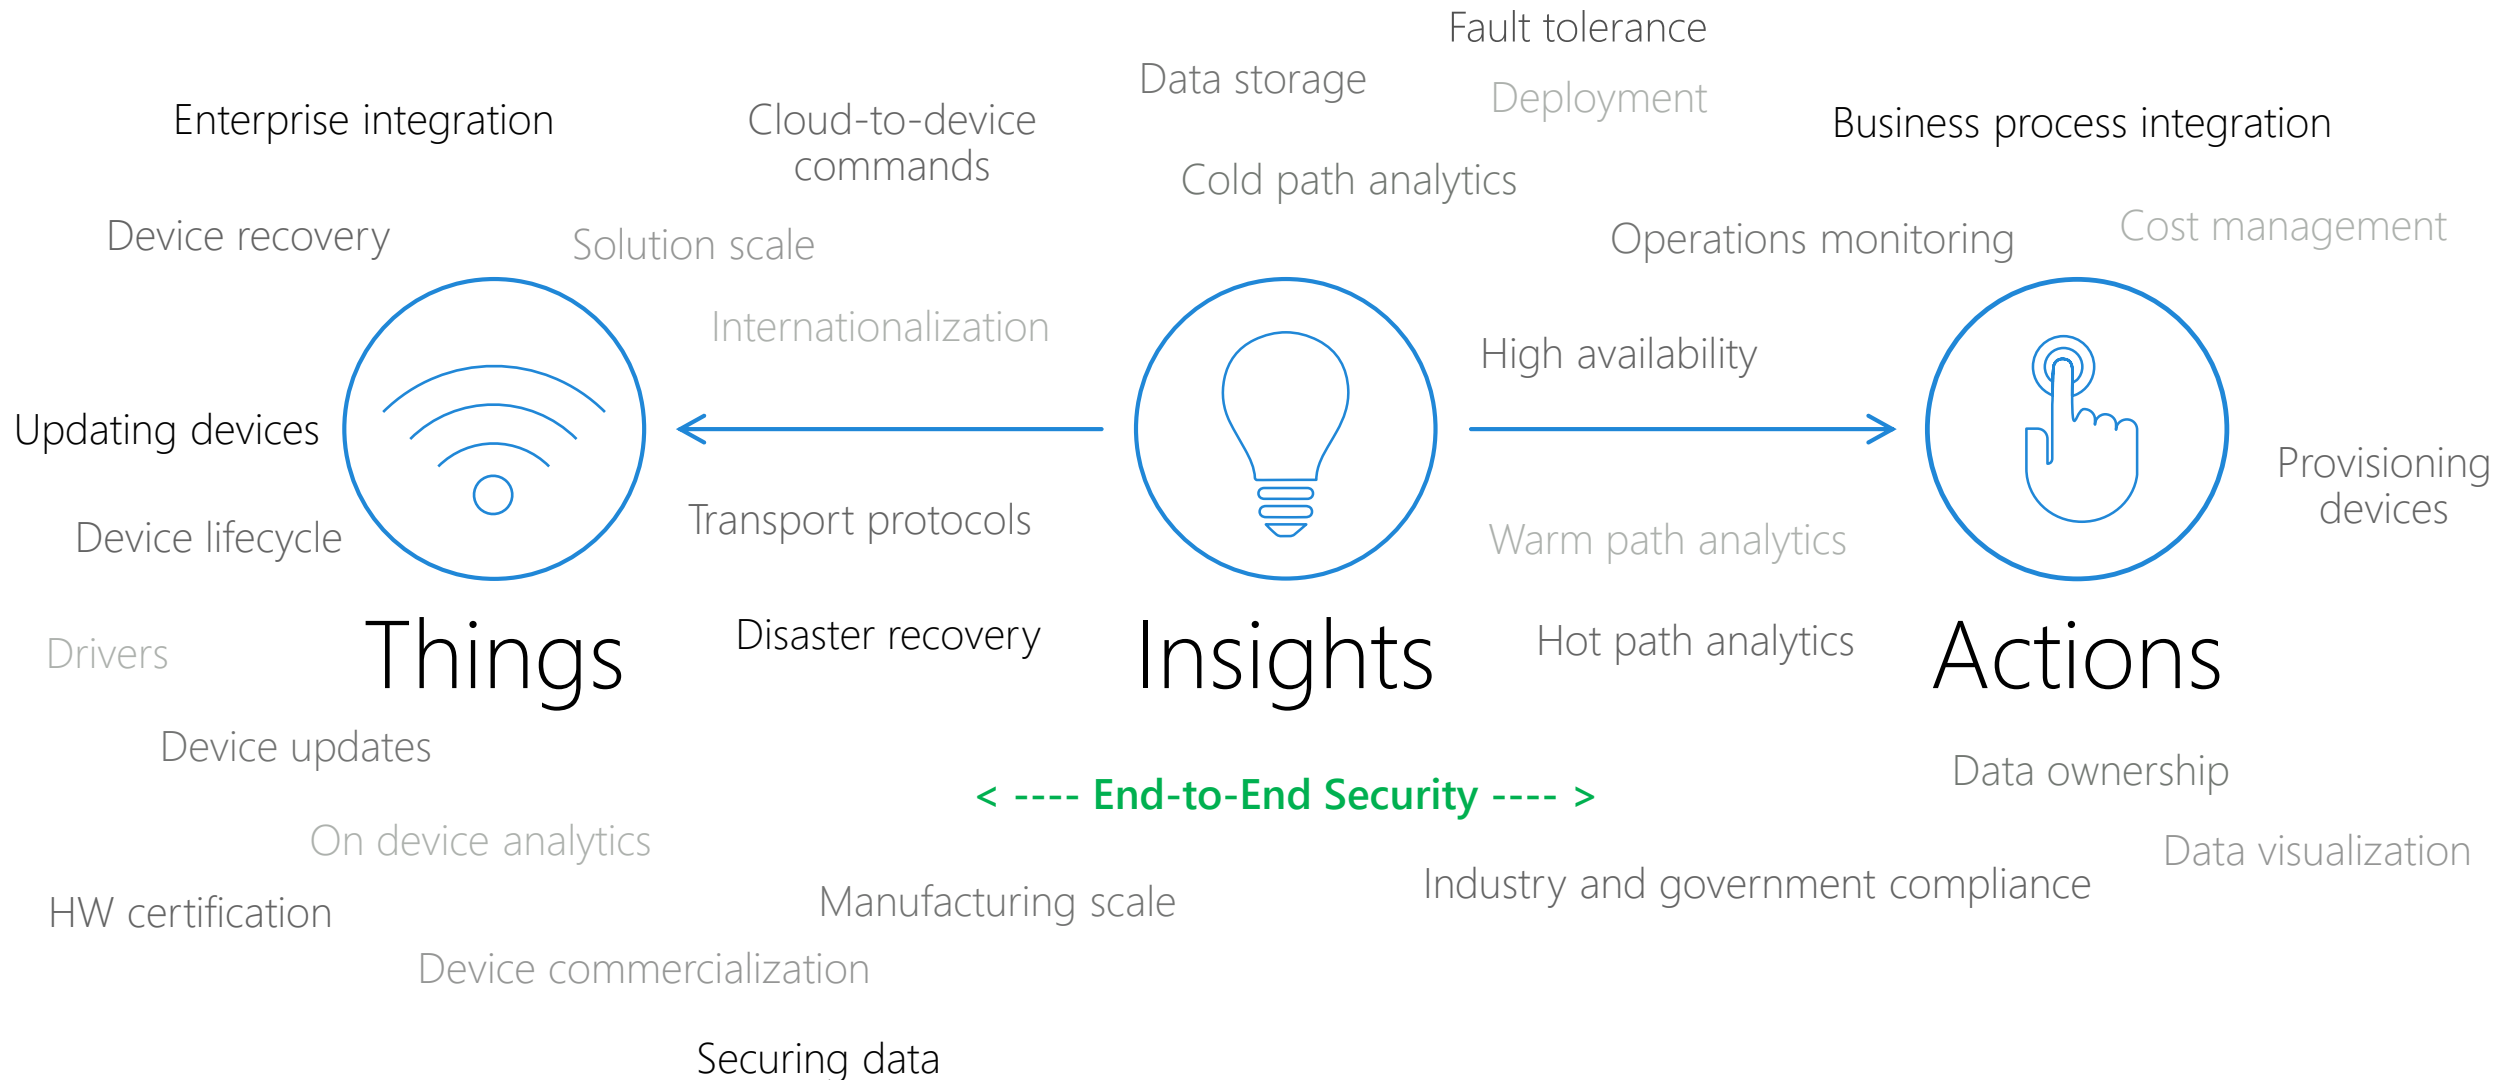 Fault tolerance
Data storage
Deployment
Enterprise integration
Cloud-to-device
commands
Business process integration
Cold path analytics
Device recovery
Solution scale
Operations monitoring
Cost management
Internationalization
High availability
Updating devices
Provisioning
devices
Transport protocols
Device lifecycle
Warm path analytics
Things
Disaster recovery
Insights
Hot path analytics
Actions
Drivers
Device updates
Data ownership
< ---- End-to-End Security ---- >
On device analytics
Data visualization
Manufacturing scale
Industry and government compliance
HW certification
Device commercialization
Securing data